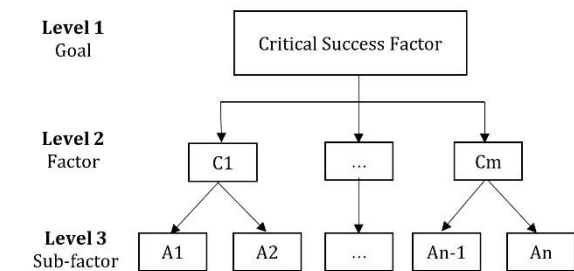 Level 1
Goal
Critical Success Factor
Level 2
Factor
C1
...
Cm
Level 3
Sub-factor
A1
A2
...
An-1
An